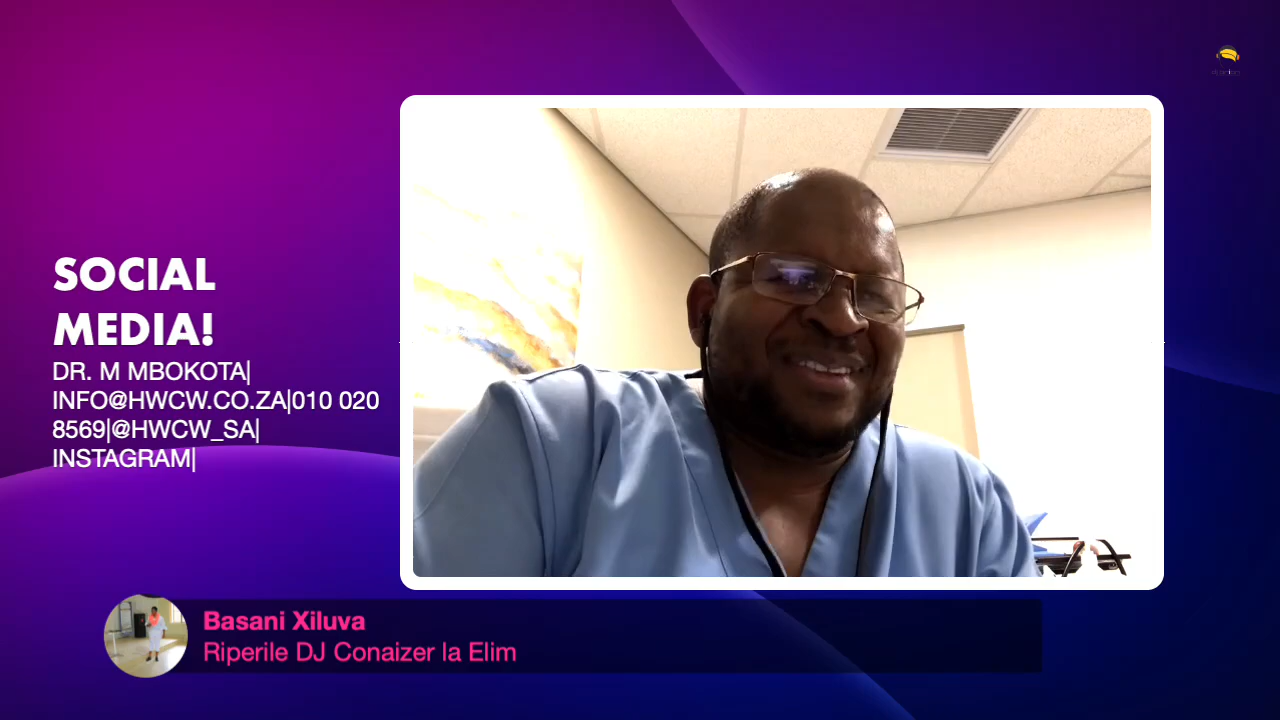 SOCIAL
MEDIA!
DR. M MBOKOTA|
INFO@HWCW.CO.ZA|010 020
8569|@HWCW_SA|
INSTAGRAM|
Basani Xiluva
Riperile DJ Conaizer la Elim